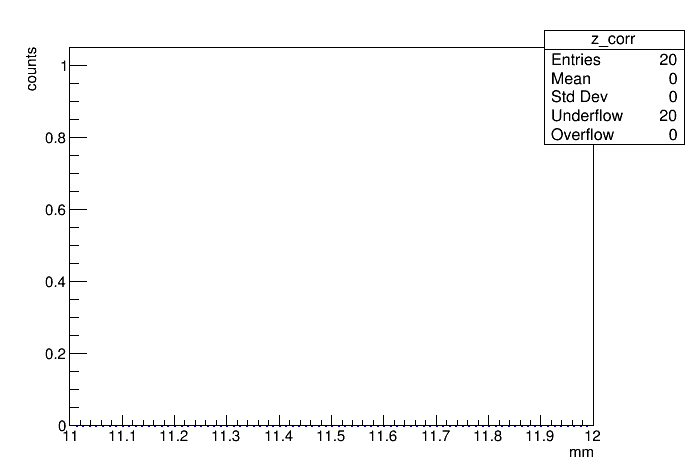 z_corr
Entries 20
Mean 0
Std Dev 0
Underflow 20
Overflow 0
counts
1
0.8
0.6
0.4
0.2
0
11 11.1 11.2 11.3 11.4 11.5 11.6 11.7 11.8 11.9 12
mm